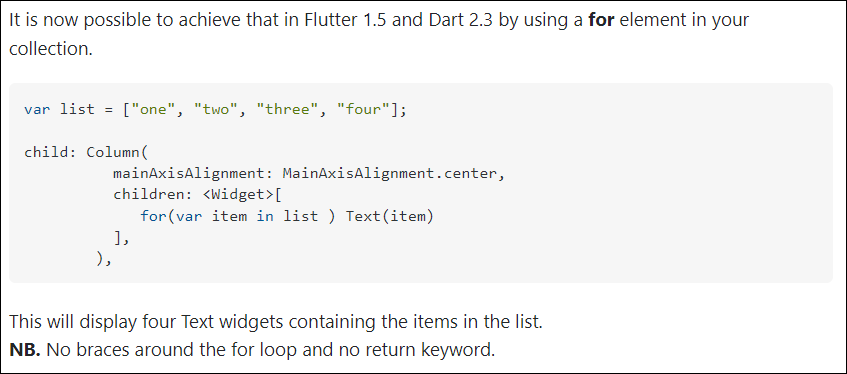 It is now possible to achieve that in Flutter 1.5 and Dart 2.3 by using a for element in your
collection.
var list = ["one", "two", "three", "four"];
child: Column(
mainAxisAlignment: MainAxisAlignment.center,
children: <Widget>[
for(var item in list ) Text(item)
],
),
This will display four Text widgets containing the items in the list.
NB. No braces around the for loop and no return keyword.